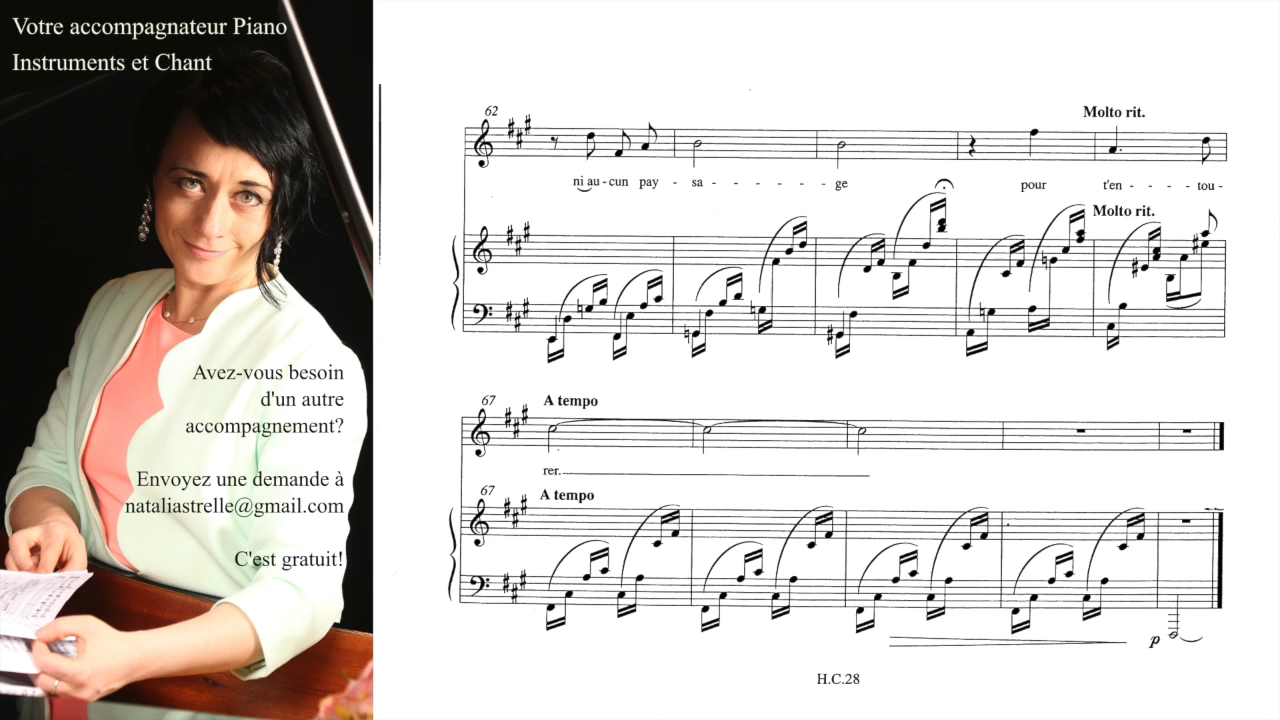 Votre accompagnateur Piano
Instruments et Chant
Avez-vous besoin
d'un autre
accompagnement?
Envoyez une demande à
nataliastrelle@gmail.com
C'est gratuit!
62
Molto rit.
ni au - cun pay - sa - - - - - - ge pour t'en - - - - - tou -
Molto rit.
67
A tempo
rer.
67
A tempo
p
H.C.28